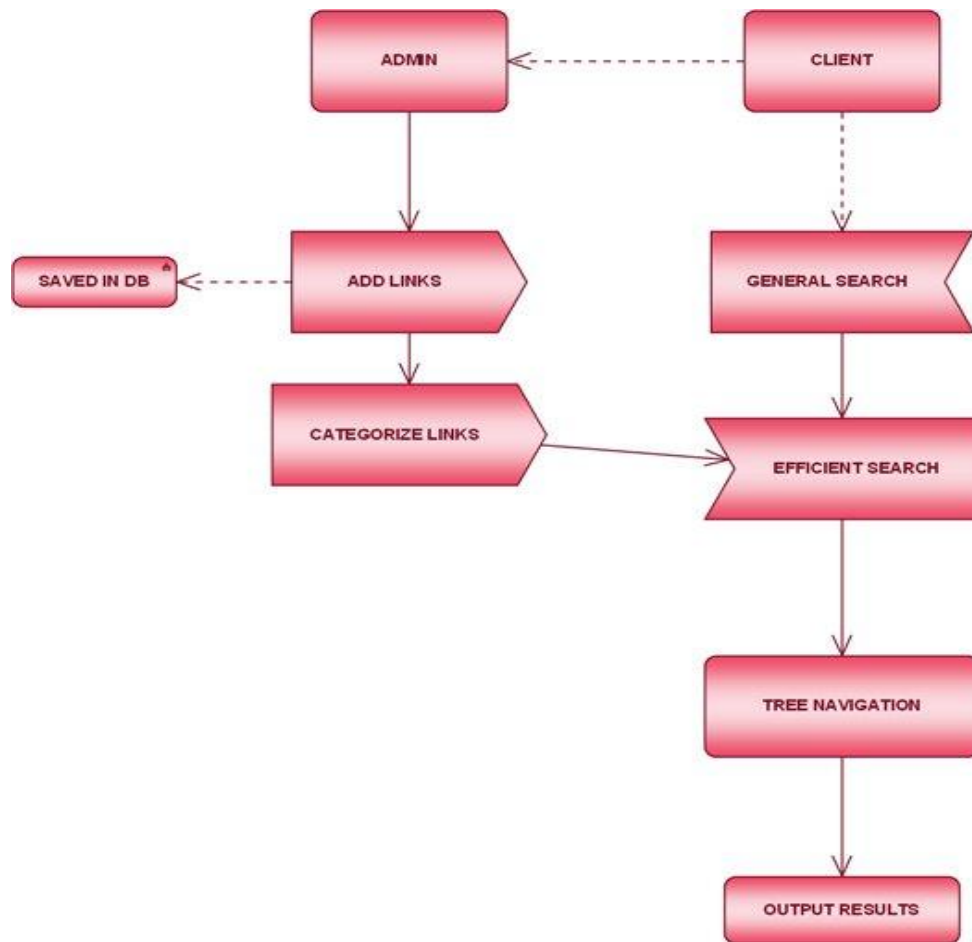 ADMIN
CLIENT
SAVED IN DB
ADD LINKS
GENERAL SEARCH
CATEGORIZE LINKS
EFFICIENT SEARCH
TREE NAVIGATION
OUTPUT RESULTS